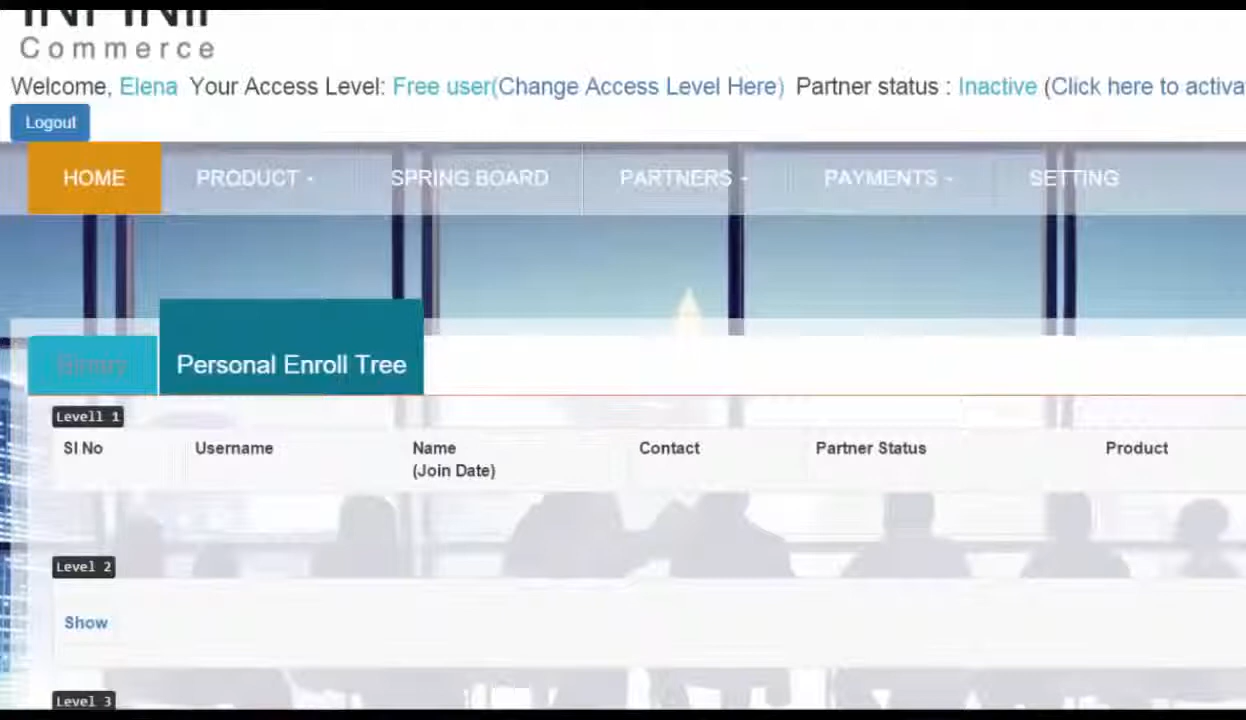 Commerce
Welcome, Elena Your Access Level: Free user(Change Access Level Here) Partner status : Inactive (Click here to activa
Logout
HOME PRODUCT SPRING BOARD PARTNERS PAYMENTS SETTING
Binary Personal Enroll Tree
Levell 1
SI No Username Name Contact Partner Status Product
(Join Date)
Level 2
Show
Level 3